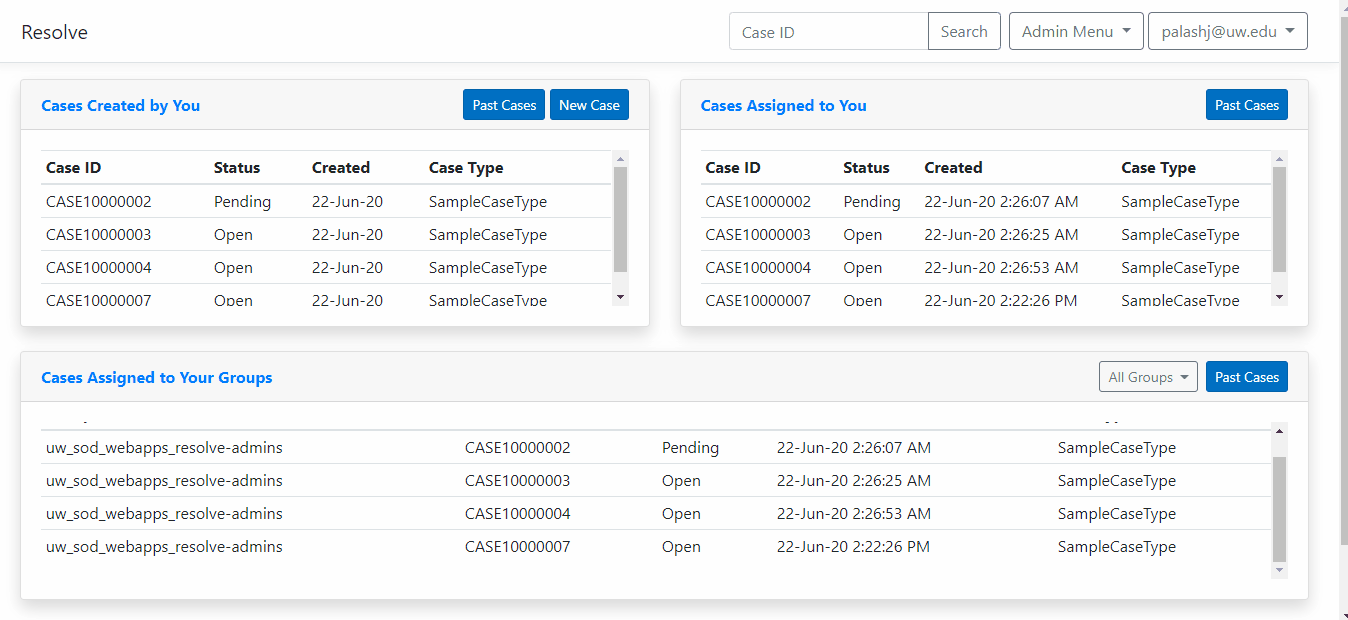 Resolve Case ID Search Admin Menu palashj@uw.edu
Cases Created by You Past Cases New Case
Case ID Status Created Case Type
CASE10000002 Pending 22-Jun-20 SampleCaseType
CASE10000003 Open 22-Jun-20 SampleCaseType
CASE10000004 Open 22-Jun-20 SampleCaseType
CASE10000007 Open 22-Jun-20 SampleCaseType
Cases Assigned to You Past Cases
Case ID Status Created Case Type
CASE10000002 Pending 22-Jun-20 2:26:07 AM SampleCaseType
CASE10000003 Open 22-Jun-20 2:26:25 AM SampleCaseType
CASE10000004 Open 22-Jun-20 2:26:53 AM SampleCaseType
CASE10000007 Open 22-Jun-20 2:22:26 PM SampleCaseType
Cases Assigned to Your Groups All Groups Past Cases
uw_sod_webapps_resolve-admins CASE10000002 Pending 22-Jun-20 2:26:07 AM SampleCaseType
uw_sod_webapps_resolve-admins CASE10000003 Open 22-Jun-20 2:26:25 AM SampleCaseType
uw_sod_webapps_resolve-admins CASE10000004 Open 22-Jun-20 2:26:53 AM SampleCaseType
uw_sod_webapps_resolve-admins CASE10000007 Open 22-Jun-20 2:22:26 PM SampleCaseType